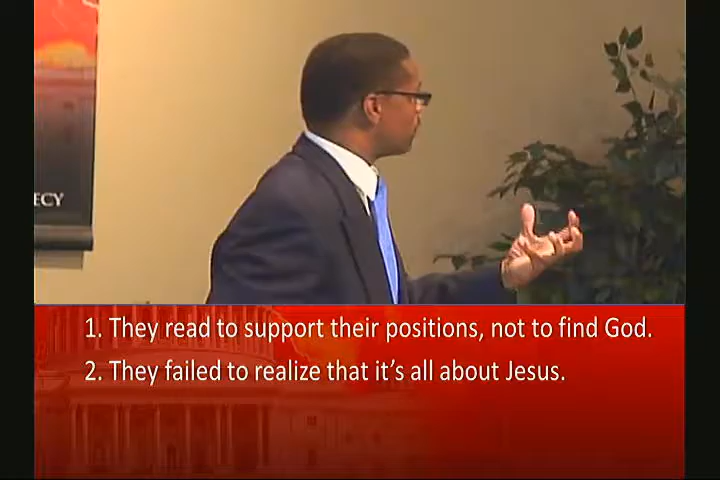 ECY
1. They read to support their positions, not to find God.
2. They failed to realize that it's all about Jesus.